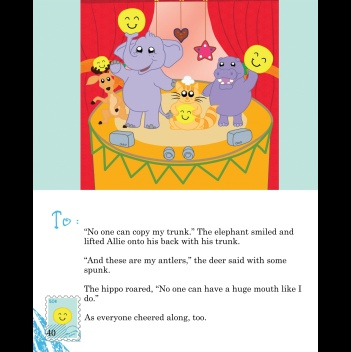 To:
"No one can copy my trunk." The elephant smiled and
lifted Allie onto his back with his trunk.
"And these are my antlers," the deer said with some
spunk.
The hippo roared, "No one can have a huge mouth like I
do."
As everyone cheered along, too.
40